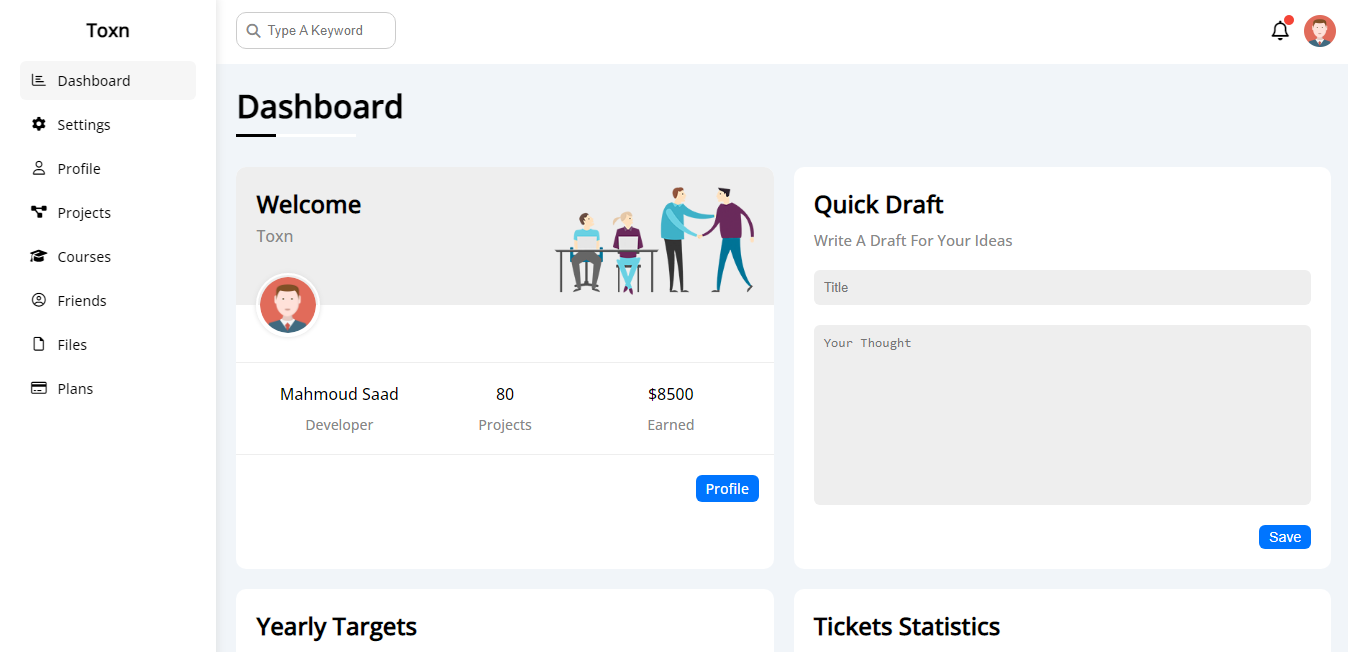 Toxn
Dashboard
Settings
Profile
Projects
Courses
Friends
Files
Plans
Type A Keyword
Dashboard
Welcome
Toxn
Mahmoud Saad
Developer
80
Projects
$8500
Earned
Profile
Quick Draft
Write A Draft For Your Ideas
Title
Your Thought
Save
Yearly Targets
Tickets Statistics